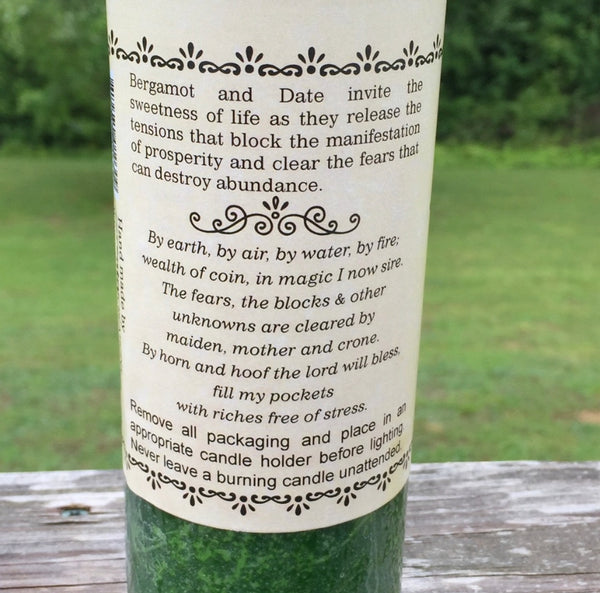 Bergamot and Date invite the
sweetness of life as they release the
tensions that block the manifestation
of prosperity and clear the fears that
can destroy abundance.
By earth, by air, by water, by fire;
wealth of coin, in magic I now sire.
The fears, the blocks & other
unknowns are cleared by
maiden, mother and crone.
By horn and hoof the lord will bless,
fill my pockets
with riches free of stress.
Remove all packaging and place in an
appropriate candle holder before lighting.
Never leave a burning candle unattended.
Hand made by